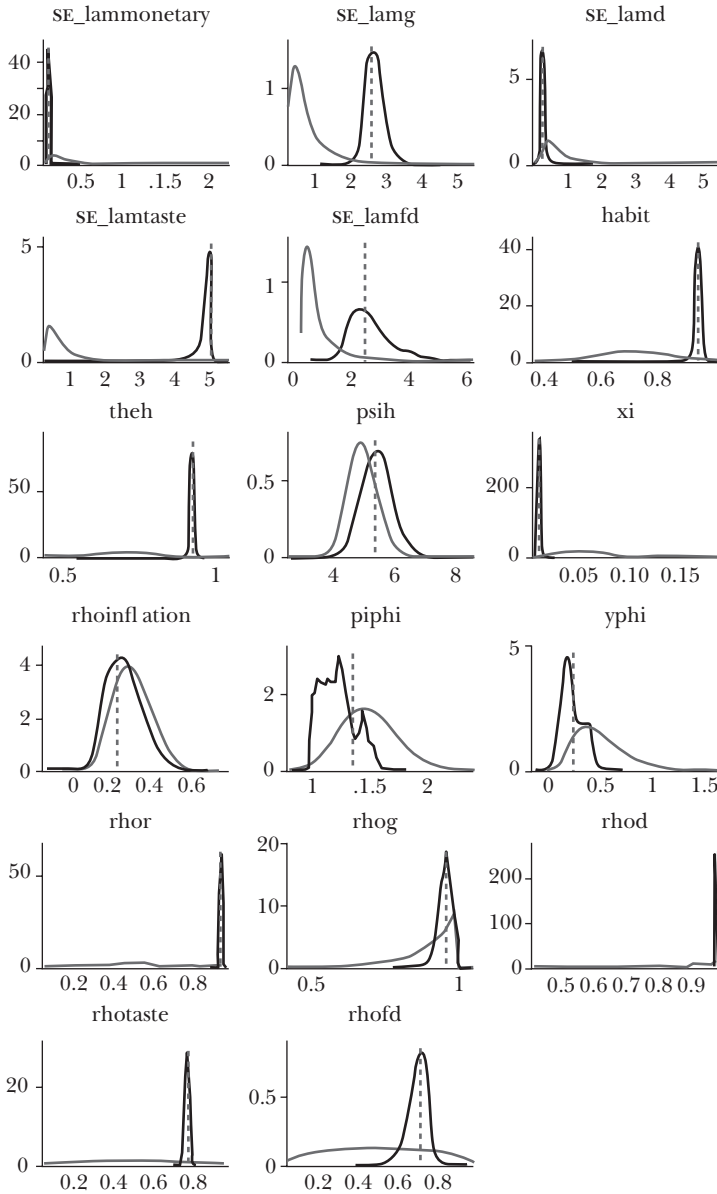 SE_lammonetary SE_lamg SE_lamd
40
20
0
0.5 1 .1.5 2
1
0
1 2 3 4 5
5
0
1 2 3 4 5
SE_lamtaste SE_lamfd habit
5
0
1 2 3 4 5
1
0
0 2 4 6
40
20
0
0.4 0.6 0.8
theh psih xi
50
0
0.5 1
0.5
0
4 6 8
200
0
0.05 0.10 0.15
rhoinfl ation piphi yphi
4
2
0
0 0.2 0.4 0.6
2
0
1 .1.5 2
5
0
0 0.5 1 1.5
rhor rhog rhod
50
0
0.2 0.4 0.6 0.8
20
10
0
0.5 1
200
100
0
0.5 0.6 0.7 0.8 0.9
rhotaste rhofd
20
0
0.2 0.4 0.6 0.8
0.5
0
0.2 0.4 0.6 0.8